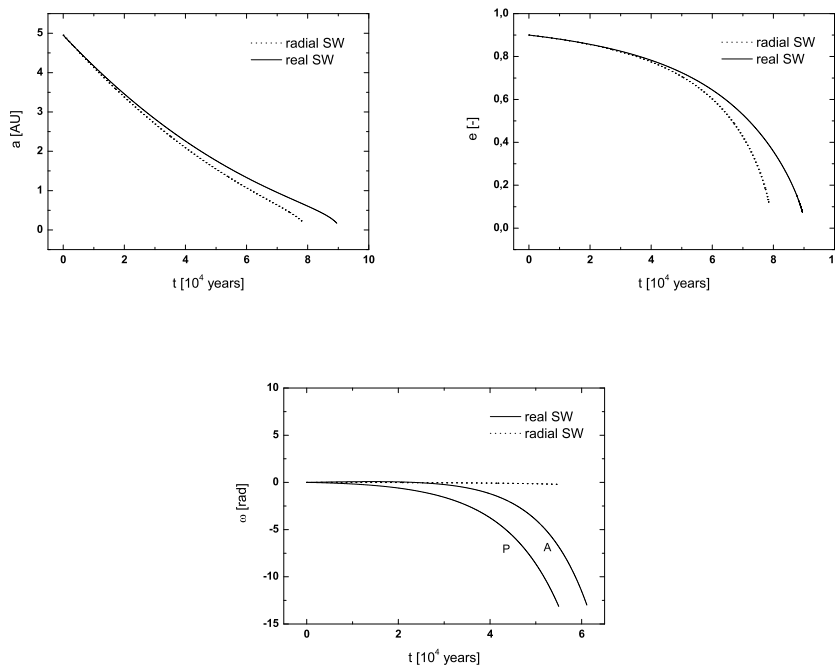 5
4
3
2
1
0
a [AU]
0 2 4 6 8 10
t [10⁴ years]
radial SW
real SW
1,0
0,8
0,6
0,4
0,2
0,0
e [-]
0 2 4 6 8 1
t [10⁴ years]
radial SW
real SW
10
5
0
-5
-10
-15
ω [rad]
0 2 4 6
t [10⁴ years]
real SW
radial SW
P A